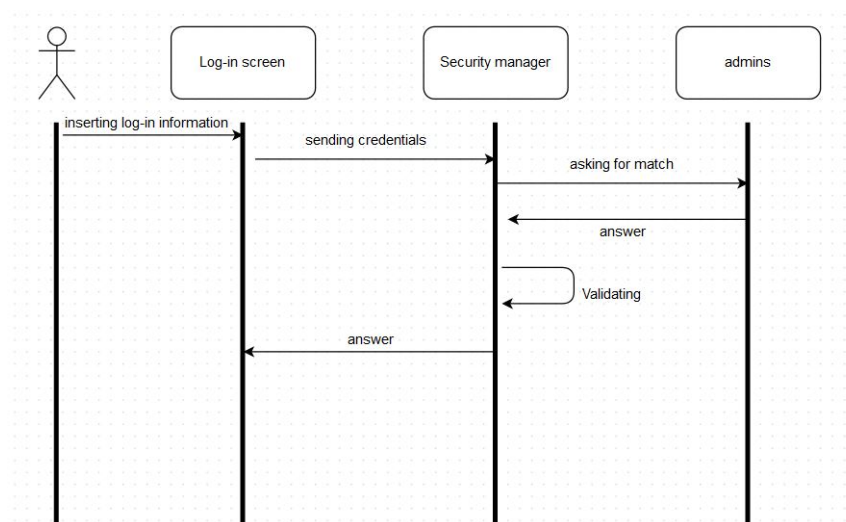 Log-in screen
Security manager
admins
inserting log-in information
sending credentials
asking for match
answer
Validating
answer